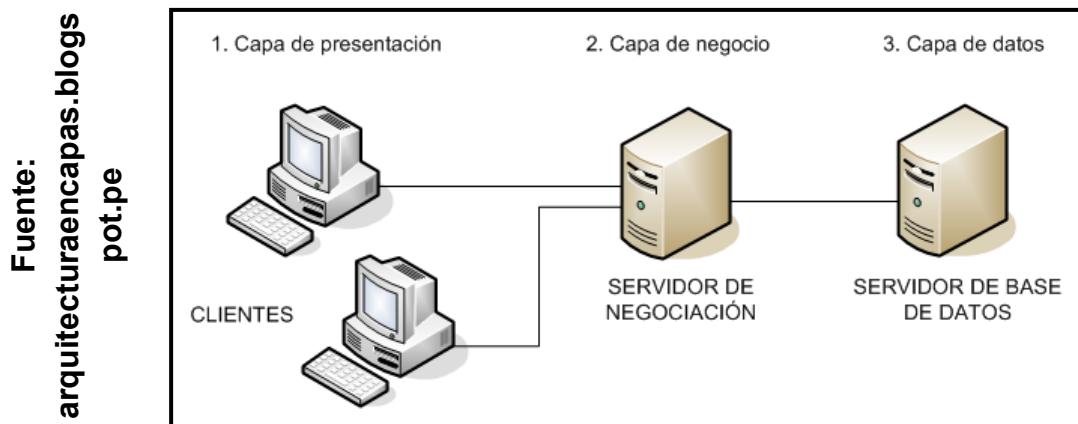 Fuente:
arquitecturaencapas.blogs
pot.pe
1. Capa de presentación
2. Capa de negocio
3. Capa de datos
CLIENTES
SERVIDOR DE
NEGOCIACIÓN
SERVIDOR DE BASE
DE DATOS